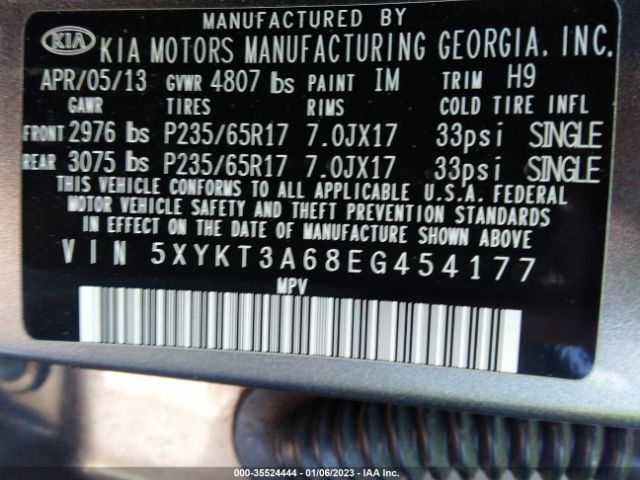 MANUFACTURED BY
KIA KIA MOTORS MANUFACTURING GEORGIA, INC.
APR/05/13 GVWR 4807 lbs PAINT IM TRIM H9
GAWR TIRES RIMS COLD TIRE INFL
FRONT 2976 lbs P235/65R17 7.0JX17 33psi SINGLE
REAR 3075 lbs P235/65R17 7.0JX17 33psi SINGLE
THIS VEHICLE CONFORMS TO ALL APPLICABLE U.S.A. FEDERAL
MOTOR VEHICLE SAFETY AND THEFT PREVENTION STANDARDS
IN EFFECT ON THE DATE OF MANUFACTURE SHOWN ABOVE.
VIN 5XYKT3A68EG454177
MPV
000-35524444 - 01/06/2023 - IAA Inc.